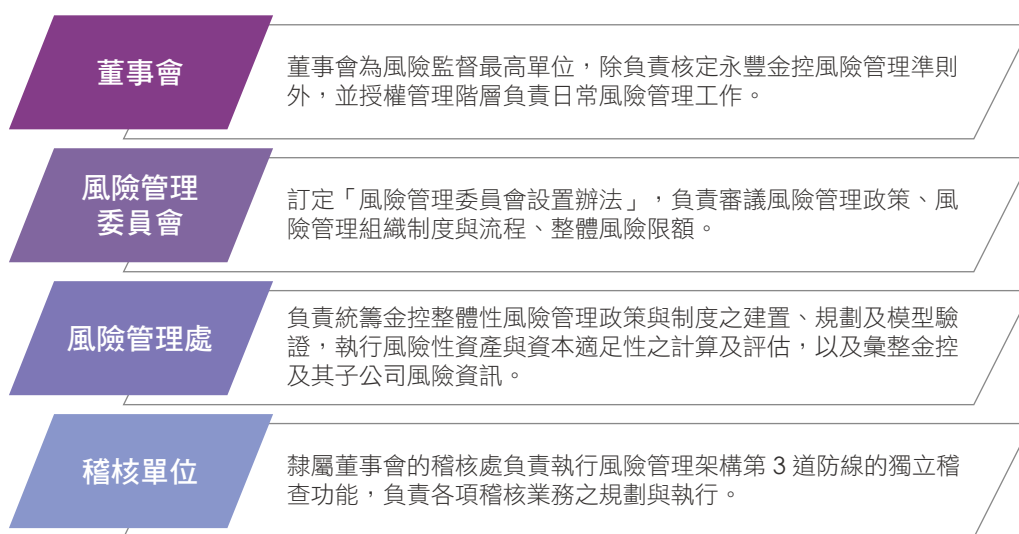 董事會
董事會為風險監督最高單位，除負責核定永豐金控風險管理準則
外，並授權管理階層負責日常風險管理工作。
風險管理
委員會
訂定「風險管理委員會設置辦法」，負責審議風險管理政策、風
險管理組織制度與流程、整體風險限額。
風險管理處
負責統籌金控整體性風險管理政策與制度之建置、規劃及模型驗
證，執行風險性資產與資本適足性之計算及評估，以及彙整金控
及其子公司風險資訊。
稽核單位
隸屬董事會的稽核處負責執行風險管理架構第 3 道防線的獨立稽
查功能，負責各項稽核業務之規劃與執行。